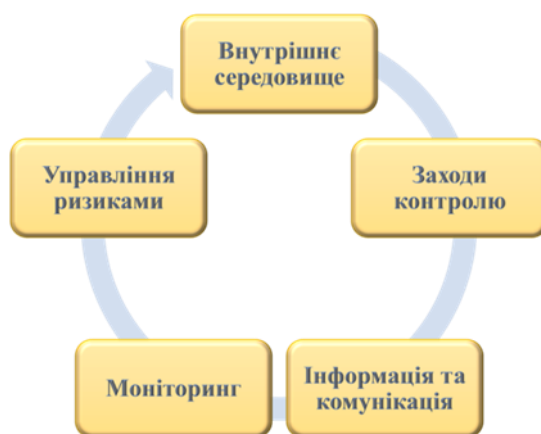 Внутрішнє
середовище
Управління
ризиками
Заходи
контролю
Моніторинг
Інформація та
комунікація